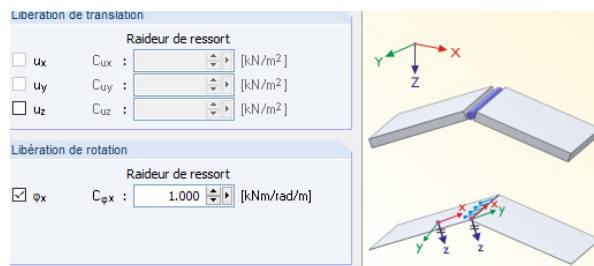 Libération de translation
Raideur de ressort
ux Cux : [kN/m²]
uy Cuy : [kN/m²]
uz Cuz : [kN/m²]
Libération de rotation
Raideur de ressort
φx Cφx : 1.000 [kNm/rad/m]
Y X
Z
x x
y y
z z